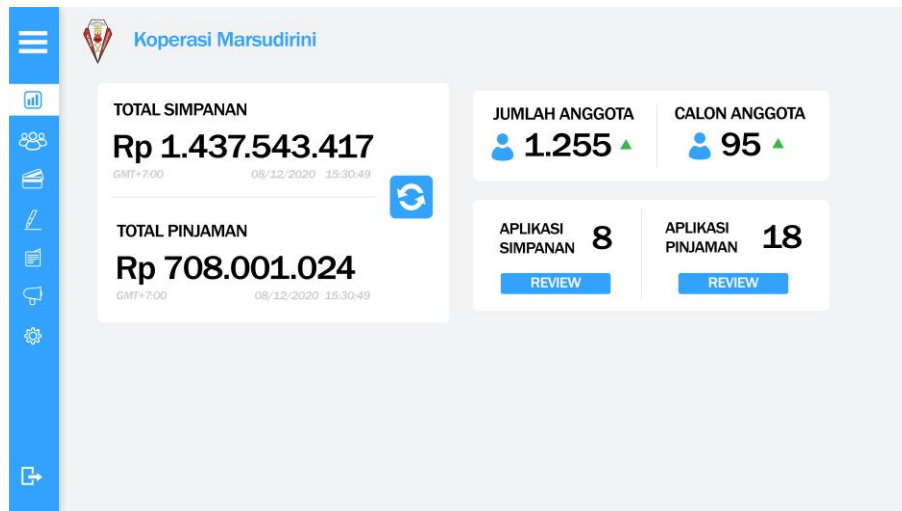 Koperasi Marsudirini
TOTAL SIMPANAN
Rp 1.437.543.417
GMT+7:00 08/12/2020 15:30:49
TOTAL PINJAMAN
Rp 708.001.024
GMT+7:00 08/12/2020 15:30:49
JUMLAH ANGGOTA
1.255
CALON ANGGOTA
95
APLIKASI
SIMPANAN
8
REVIEW
APLIKASI
PINJAMAN
18
REVIEW